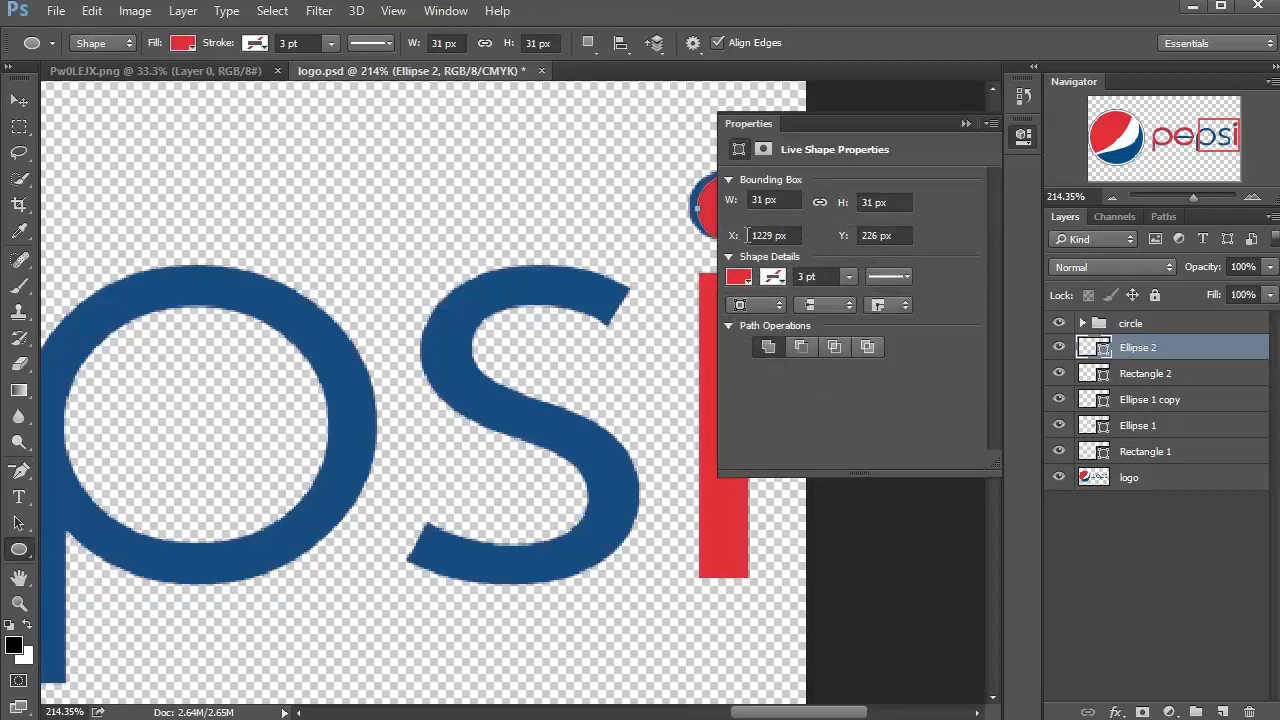 Ps File Edit Image Layer Type Select Filter 3D View Window Help
Shape Fill: Stroke: 3 pt W: 31 px H: 31 px Align Edges Essentials
Pw0LEJX.png @ 33.3% (Layer 0, RGB/8#) × logo.psd @ 214% (Ellipse 2, RGB/8/CMYK) * ×
Navigator
pepsi
214.35%
Properties
Live Shape Properties
Bounding Box
W: 31 px H: 31 px
X: 1229 px Y: 226 px
Shape Details
3 pt
Path Operations
psi
Layers Channels Paths
Kind
Normal Opacity: 100%
Lock: Fill: 100%
circle
Ellipse 2
Rectangle 2
Ellipse 1 copy
Ellipse 1
Rectangle 1
logo
214.35% Doc: 2.64M/2.65M
fx